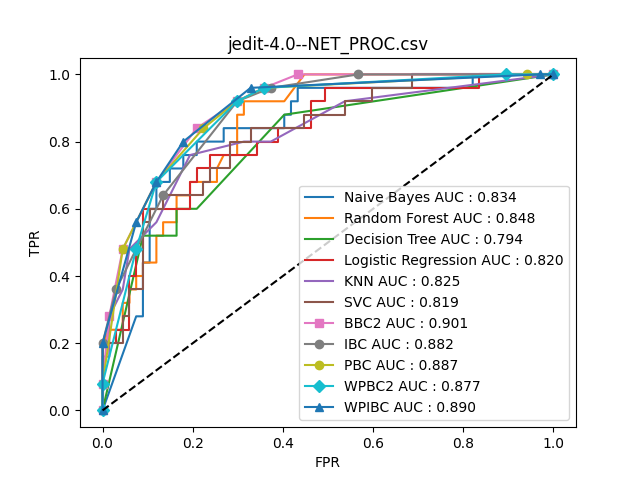 jedit-4.0--NET_PROC.csv
1.0
0.8
0.6
0.4
0.2
0.0
TPR
Naive Bayes AUC : 0.834
Random Forest AUC : 0.848
Decision Tree AUC : 0.794
Logistic Regression AUC : 0.820
KNN AUC : 0.825
SVC AUC : 0.819
BBC2 AUC : 0.901
IBC AUC : 0.882
PBC AUC : 0.887
WPBC2 AUC : 0.877
WPIBC AUC : 0.890
0.0 0.2 0.4 0.6 0.8 1.0
FPR